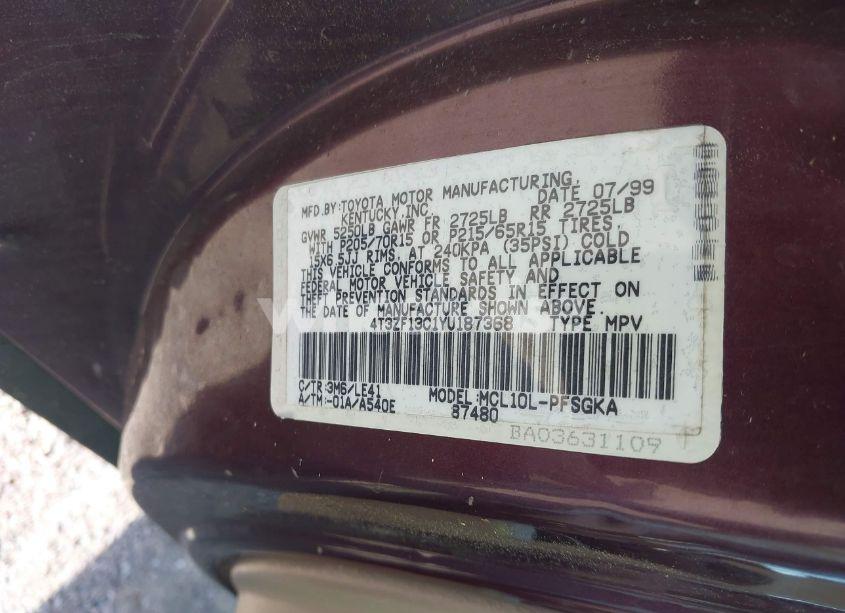 MFD.BY:TOYOTA MOTOR MANUFACTURING,
KENTUCKY,INC. DATE 07/99
GVWR 5250LB GAWR FR 2725LB RR 2725LB
WITH P205/70R15 OR P215/65R15 TIRES,
15X6.5JJ RIMS, AT 240KPA (35PSI) COLD
THIS VEHICLE CONFORMS TO ALL APPLICABLE
FEDERAL MOTOR VEHICLE SAFETY AND
THEFT PREVENTION STANDARDS IN EFFECT ON
THE DATE OF MANUFACTURE SHOWN ABOVE.
4T3ZF13C1YU187368 TYPE MPV
C/TR:3M6/LE41 MODEL:MCL10L-PFSGKA
A/TM:-01A/A540E 87480
BA03631109